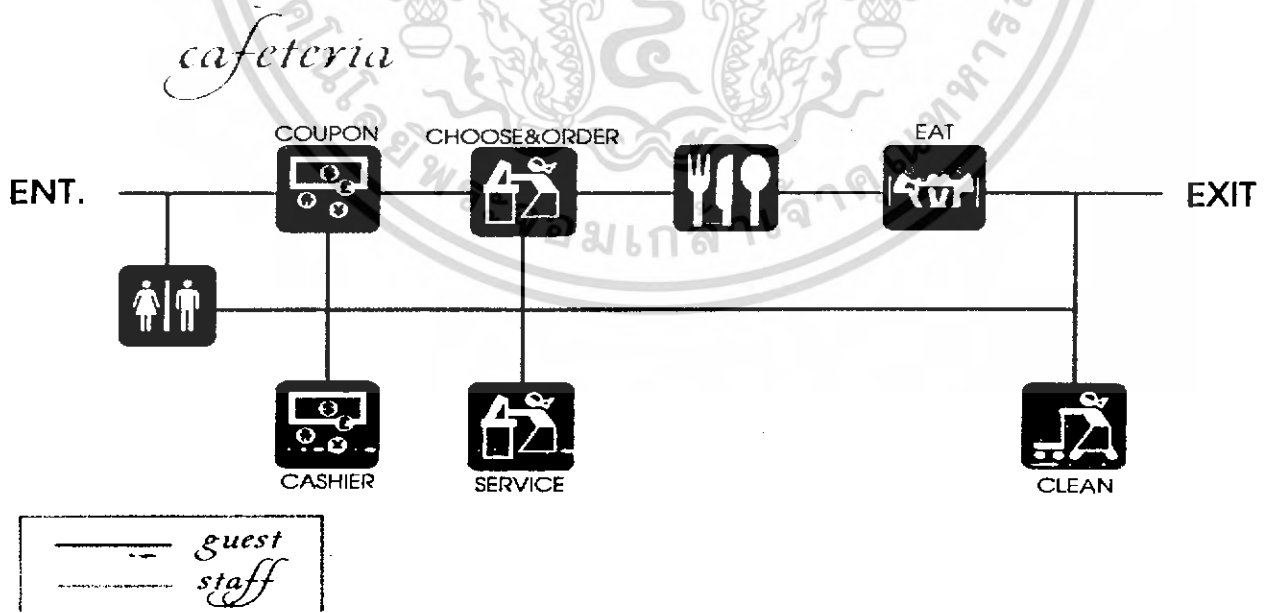 cafeteria
COUPON
CHOOSE&ORDER
EAT
ENT.
EXIT
CASHIER
SERVICE
CLEAN
guest
staff